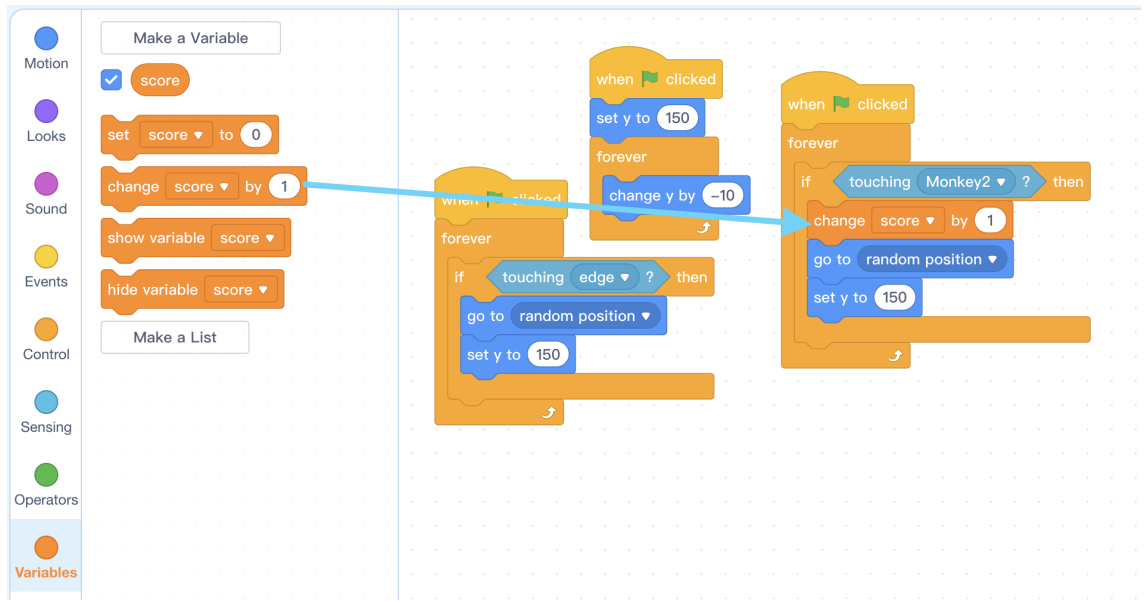 Motion
Looks
Sound
Events
Control
Sensing
Operators
Variables
Make a Variable
score
set score to 0
change score by 1
show variable score
hide variable score
Make a List
when clicked
forever
if touching edge ? then
go to random position
set y to 150
when clicked
set y to 150
forever
change y by −10
when clicked
forever
if touching Monkey2 ? then
change score by 1
go to random position
set y to 150